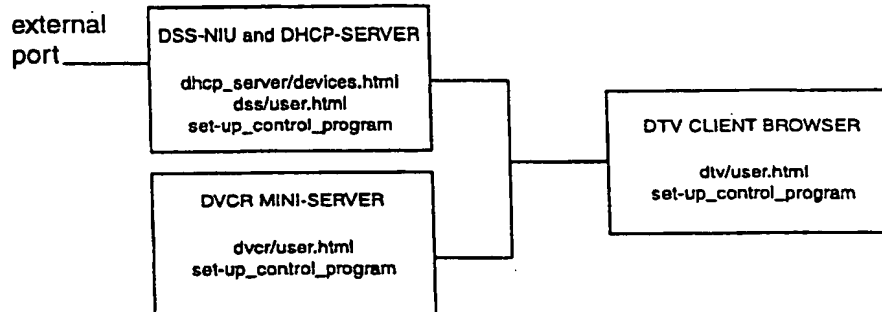 external
port
DSS-NIU and DHCP-SERVER
dhcp_server/devices.html
dss/user.html
set-up_control_program
DVCR MINI-SERVER
dvcr/user.html
set-up_control_program
DTV CLIENT BROWSER
dtv/user.html
set-up_control_program